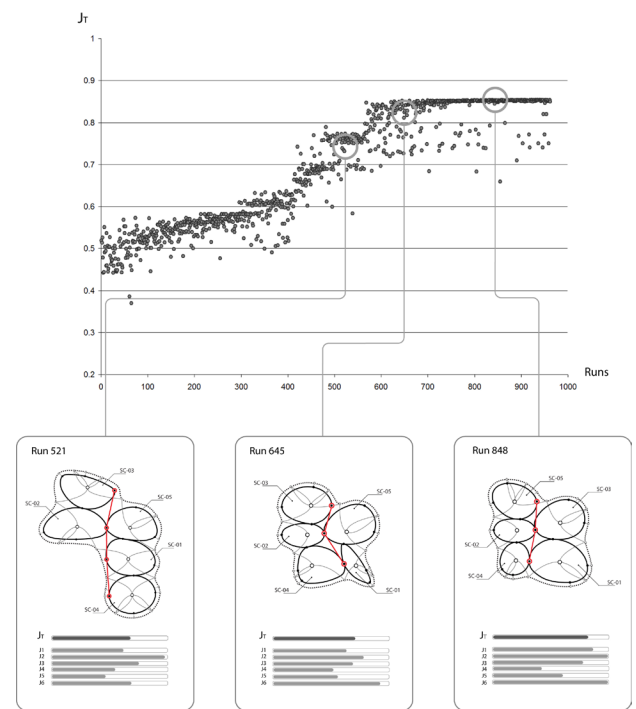 JT
1
0.9
0.8
0.7
0.6
0.5
0.4
0.3
0.2
0 100 200 300 400 500 600 700 800 900 1000
Runs
Run 521
SC-03
SC-02
SC-05
SC-01
SC-04
JT
J1
J2
J3
J4
J5
J6
Run 645
SC-03
SC-05
SC-02
SC-04
SC-01
JT
J1
J2
J3
J4
J5
J6
Run 848
SC-05
SC-03
SC-02
SC-04
SC-01
JT
J1
J2
J3
J4
J5
J6